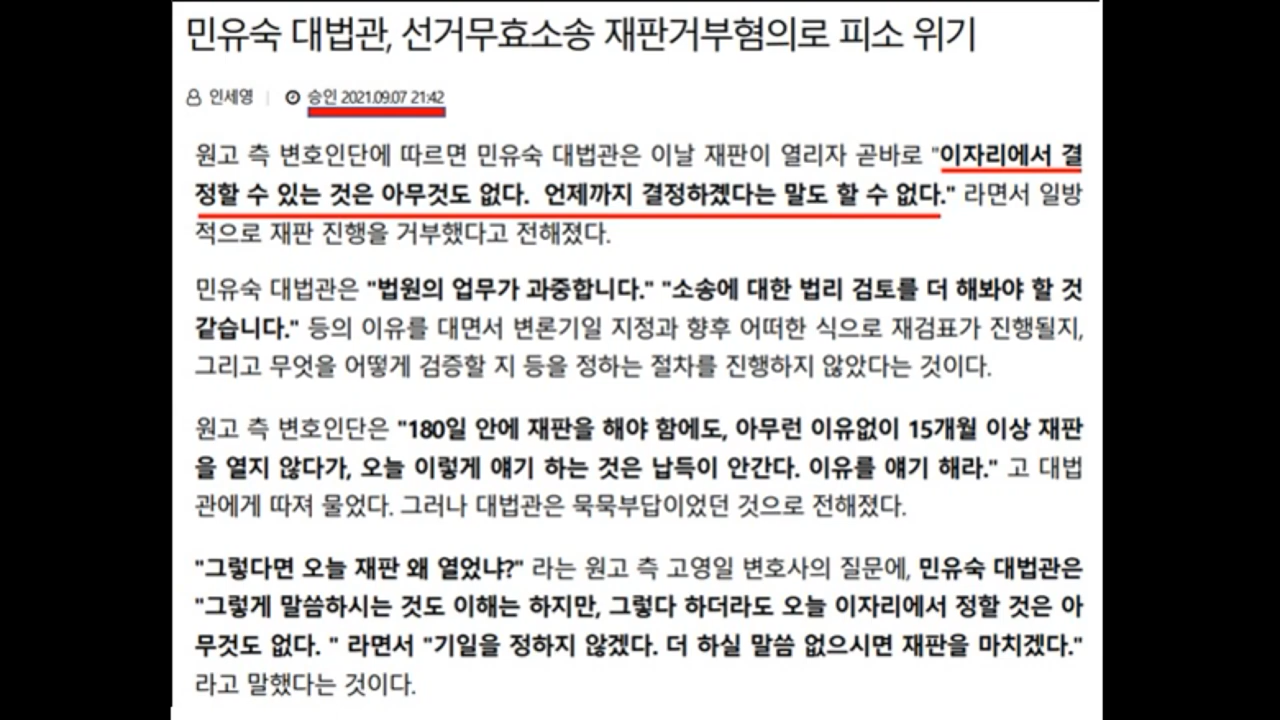 민유숙 대법관, 선거무효소송 재판거부혐의로 피소 위기
인세영 승인 2021.09.07 21:42
원고 측 변호인단에 따르면 민유숙 대법관은 이날 재판이 열리자 곧바로 "이자리에서 결
정할 수 있는 것은 아무것도 없다. 언제까지 결정하겠다는 말도 할 수 없다." 라면서 일방
적으로 재판 진행을 거부했다고 전해졌다.
민유숙 대법관은 "법원의 업무가 과중합니다." "소송에 대한 법리 검토를 더 해봐야 할 것
같습니다." 등의 이유를 대면서 변론기일 지정과 향후 어떠한 식으로 재검표가 진행될지,
그리고 무엇을 어떻게 검증할 지 등을 정하는 절차를 진행하지 않았다는 것이다.
원고 측 변호인단은 "180일 안에 재판을 해야 함에도, 아무런 이유없이 15개월 이상 재판
을 열지 않다가, 오늘 이렇게 얘기 하는 것은 납득이 안간다. 이유를 얘기 해라." 고 대법
관에게 따져 물었다. 그러나 대법관은 묵묵부답이었던 것으로 전해졌다.
"그렇다면 오늘 재판 왜 열었냐?" 라는 원고 측 고영일 변호사의 질문에, 민유숙 대법관은
"그렇게 말씀하시는 것도 이해는 하지만, 그렇다 하더라도 오늘 이자리에서 정할 것은 아
무것도 없다. " 라면서 "기일을 정하지 않겠다. 더 하실 말씀 없으시면 재판을 마치겠다."
라고 말했다는 것이다.